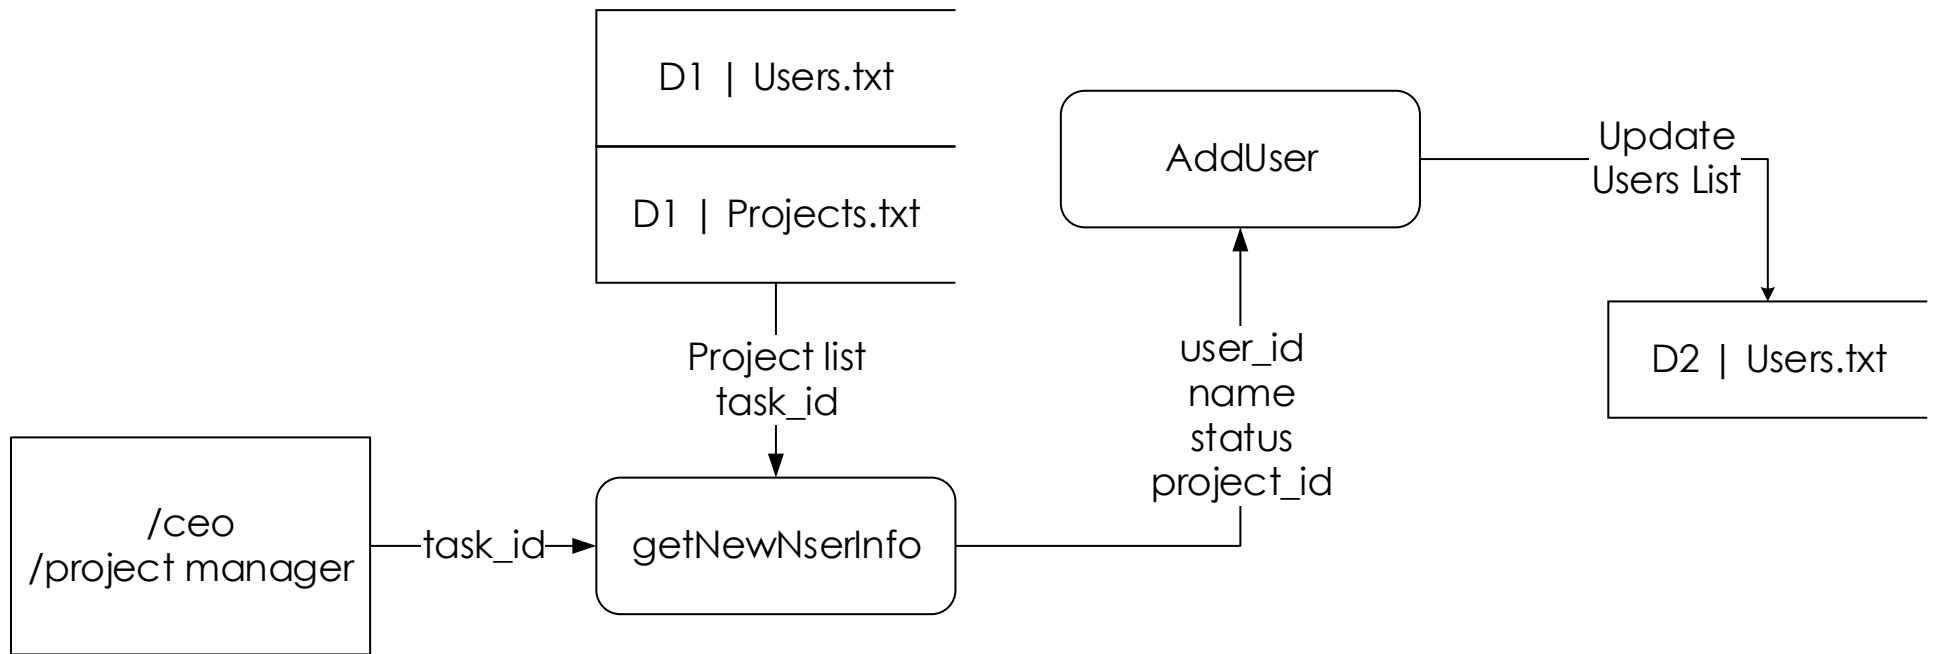 D1 | Users.txt
D1 | Projects.txt
AddUser
Update
Users List
Project list
task_id
user_id
name
status
project_id
D2 | Users.txt
/ceo
/project manager
task_id
getNewNserInfo